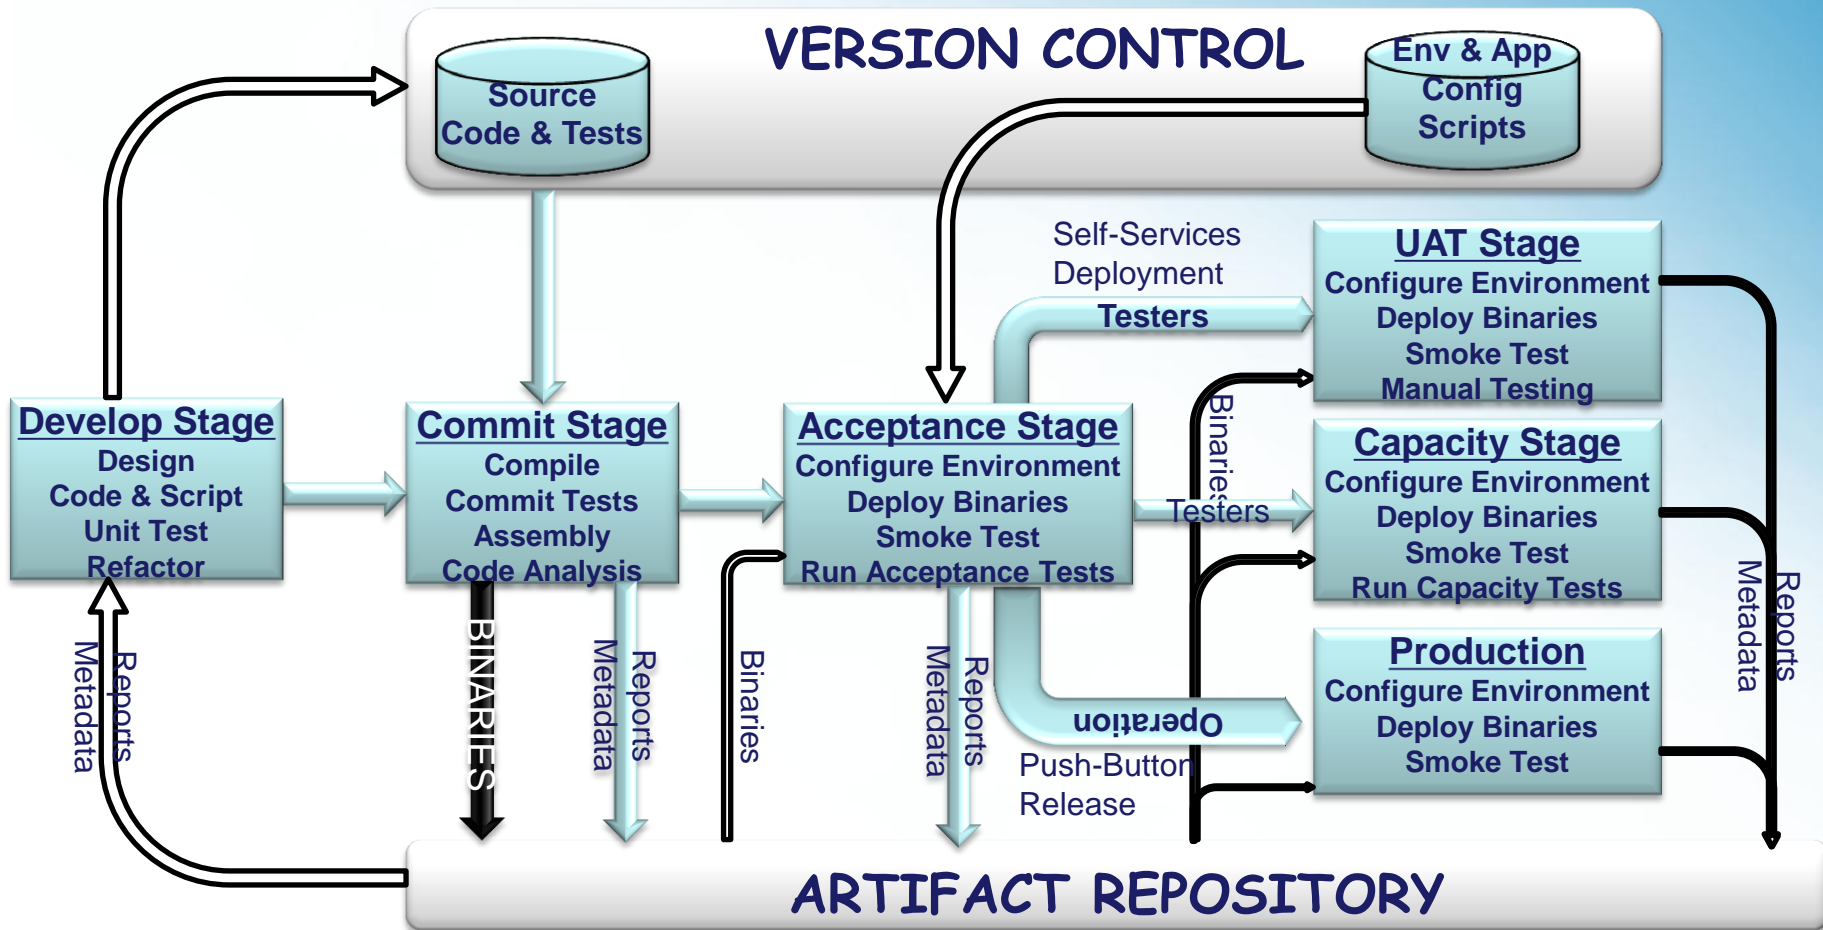 VERSION CONTROL
Source
Code & Tests
Env & App
Config
Scripts
Self-Services
Deployment
Testers
UAT Stage
Configure Environment
Deploy Binaries
Smoke Test
Manual Testing
Develop Stage
Design
Code & Script
Unit Test
Refactor
Commit Stage
Compile
Commit Tests
Assembly
Code Analysis
Acceptance Stage
Configure Environment
Deploy Binaries
Smoke Test
Run Acceptance Tests
Testers
Binaries
Capacity Stage
Configure Environment
Deploy Binaries
Smoke Test
Run Capacity Tests
Reports
Metadata
Reports
Metadata
BINARIES
Reports
Metadata
Binaries
Reports
Metadata
Operation
Push-Button
Release
Production
Configure Environment
Deploy Binaries
Smoke Test
ARTIFACT REPOSITORY